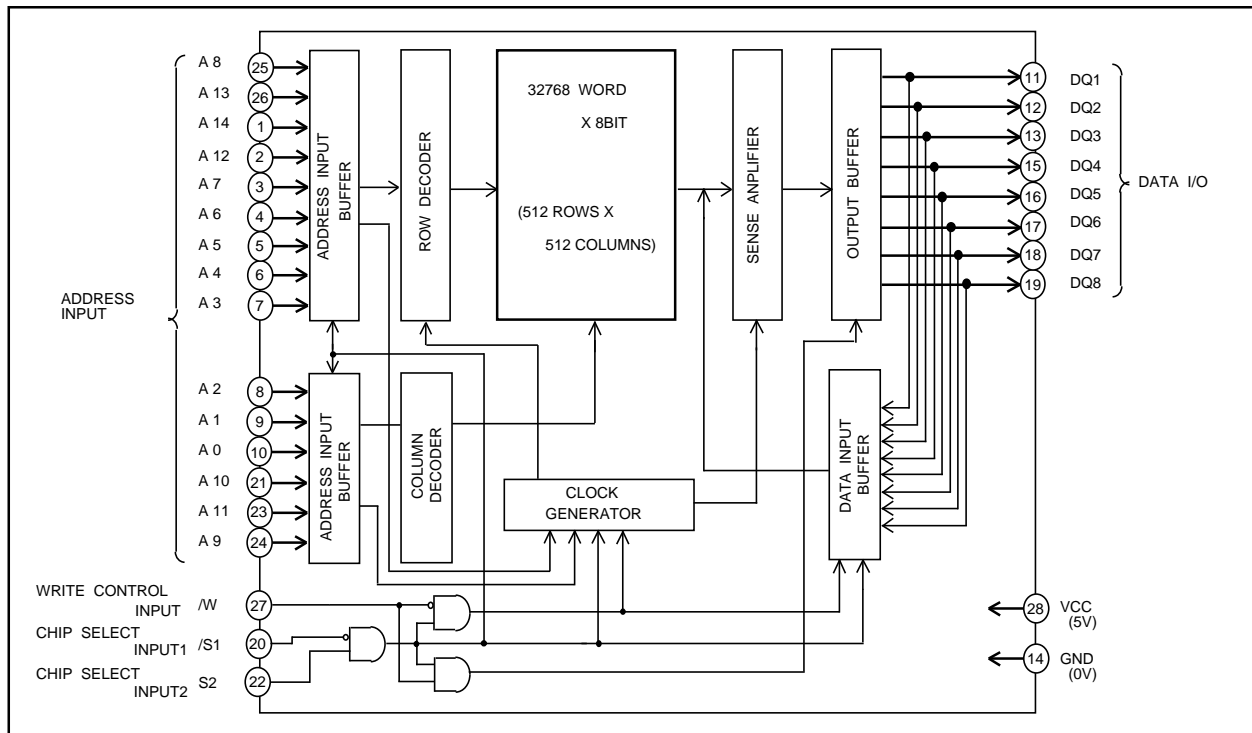 A 8
25
A 13
26
A 14
1
A 12
2
A 7
3
A 6
4
A 5
5
A 4
6
A 3
7
ADDRESS
INPUT
A 2
8
A 1
9
A 0
10
A 10
21
A 11
23
A 9
24
WRITE CONTROL
INPUT /W
27
CHIP SELECT
INPUT1 /S1
20
CHIP SELECT
INPUT2 S2
22
ADDRESS INPUT
BUFFER
ROW DECODER
32768 WORD
X 8BIT
(512 ROWS X
512 COLUMNS)
SENSE ANPLIFIER
OUTPUT BUFFER
ADDRESS INPUT
BUFFER
COLUMN
DECODER
CLOCK
GENERATOR
DATA INPUT
BUFFER
11
DQ1
12
DQ2
13
DQ3
15
DQ4
16
DQ5
17
DQ6
18
DQ7
19
DQ8
DATA I/O
28
VCC
(5V)
14
GND
(0V)